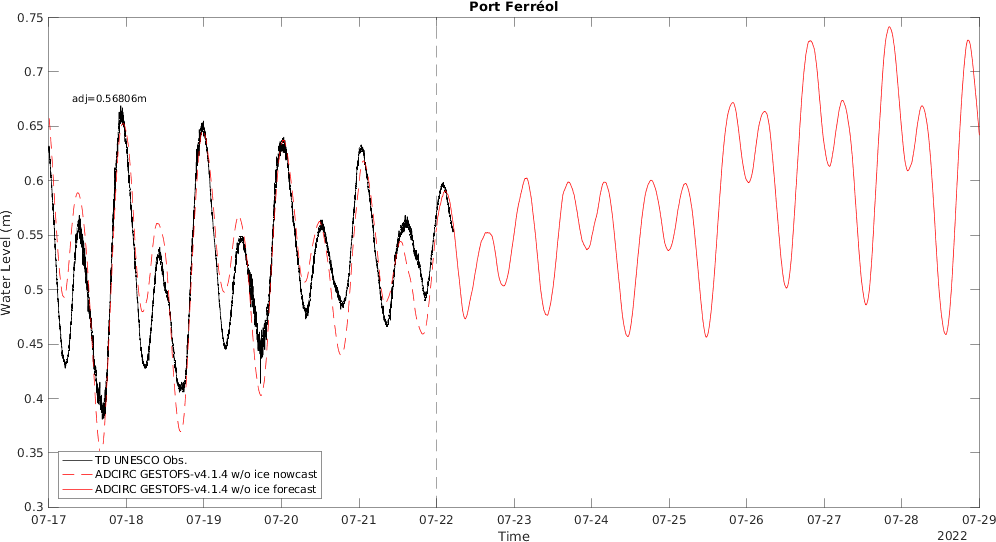 Port Ferréol
0.75
0.7
0.65
0.6
0.55
0.5
0.45
0.4
0.35
0.3
Water Level (m)
adj=0.56806m
TD UNESCO Obs.
ADCIRC GESTOFS-v4.1.4 w/o ice nowcast
ADCIRC GESTOFS-v4.1.4 w/o ice forecast
07-17 07-18 07-19 07-20 07-21 07-22 07-23 07-24 07-25 07-26 07-27 07-28 07-29
Time
2022